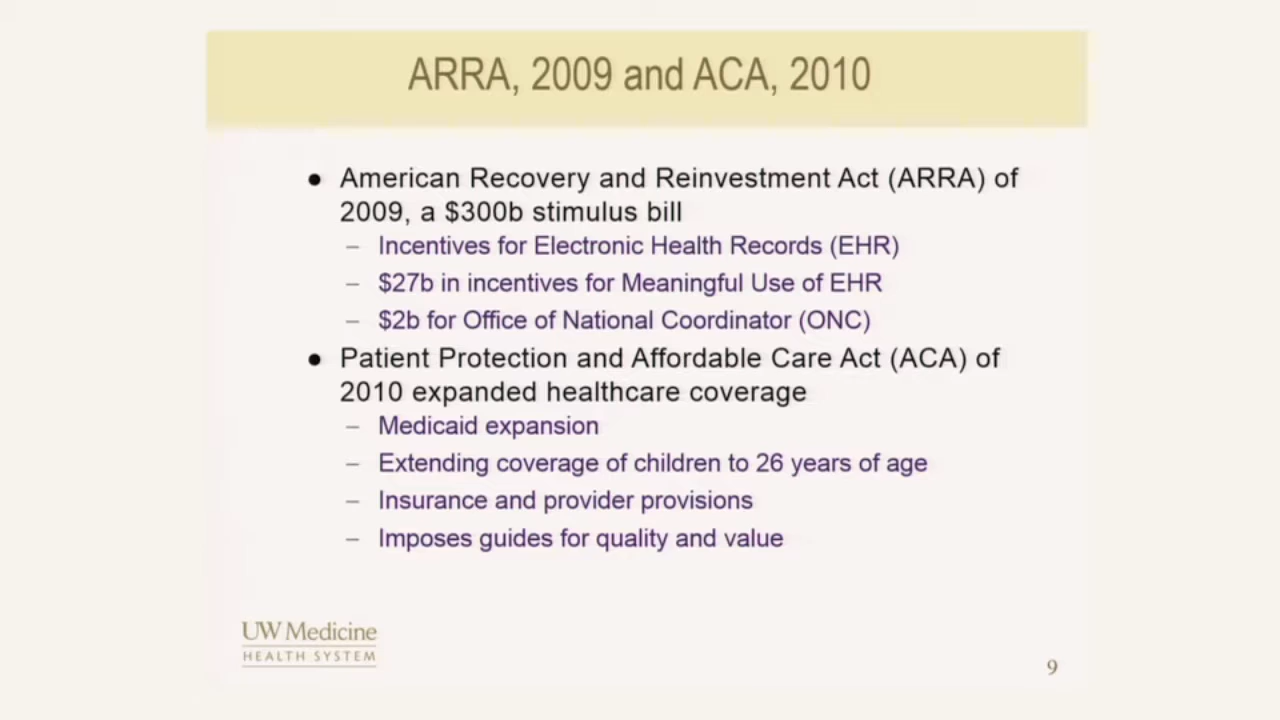 ARRA, 2009 and ACA, 2010
● American Recovery and Reinvestment Act (ARRA) of
2009, a $300b stimulus bill
– Incentives for Electronic Health Records (EHR)
– $27b in incentives for Meaningful Use of EHR
– $2b for Office of National Coordinator (ONC)
● Patient Protection and Affordable Care Act (ACA) of
2010 expanded healthcare coverage
– Medicaid expansion
– Extending coverage of children to 26 years of age
– Insurance and provider provisions
– Imposes guides for quality and value
UW Medicine
HEALTH SYSTEM
9